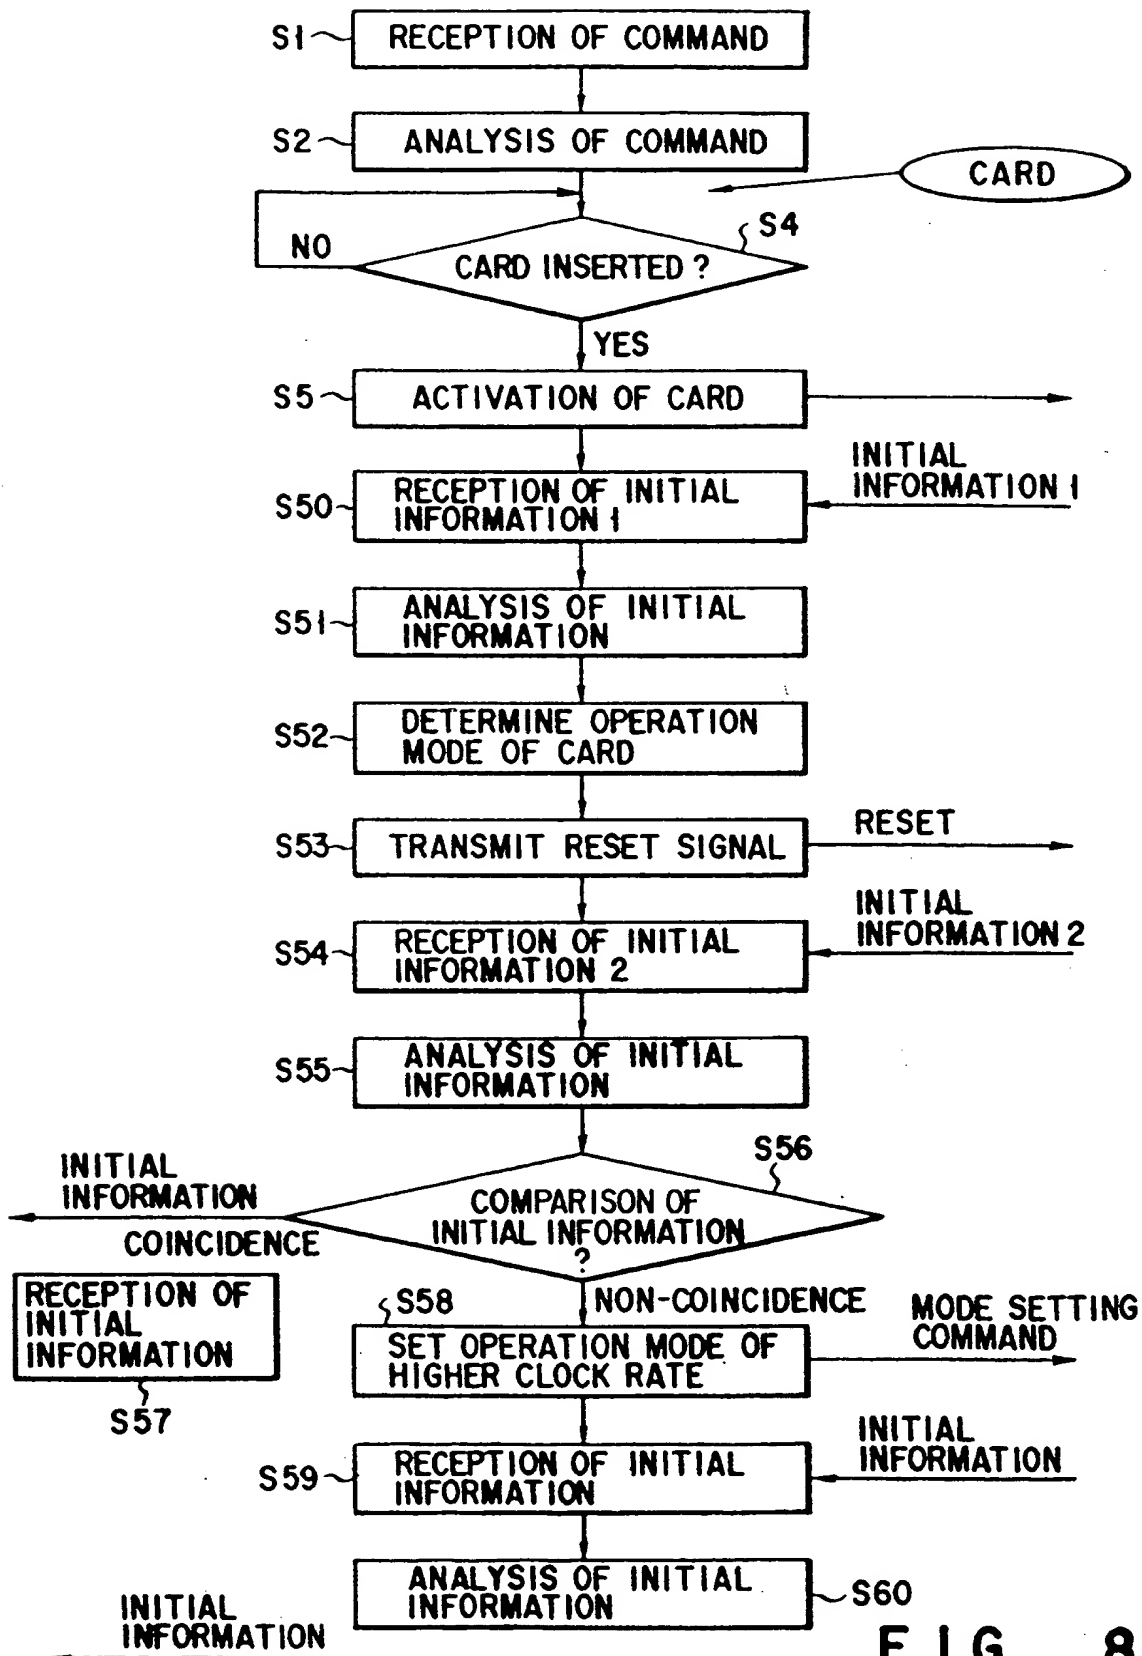 S1
RECEPTION OF COMMAND
S2
ANALYSIS OF COMMAND
CARD
S4
NO
CARD INSERTED ?
YES
S5
ACTIVATION OF CARD
INITIAL
INFORMATION 1
S50
RECEPTION OF INITIAL
INFORMATION 1
S51
ANALYSIS OF INITIAL
INFORMATION
S52
DETERMINE OPERATION
MODE OF CARD
S53
TRANSMIT RESET SIGNAL
RESET
INITIAL
INFORMATION 2
S54
RECEPTION OF INITIAL
INFORMATION 2
S55
ANALYSIS OF INITIAL
INFORMATION
S56
INITIAL
INFORMATION
COINCIDENCE
COMPARISON OF
INITIAL INFORMATION
?
RECEPTION OF
INITIAL
INFORMATION
S57
NON-COINCIDENCE
S58
SET OPERATION MODE OF
HIGHER CLOCK RATE
MODE SETTING
COMMAND
S59
RECEPTION OF INITIAL
INFORMATION
INITIAL
INFORMATION
ANALYSIS OF INITIAL
INFORMATION
S60
INITIAL
INFORMATION
FIG. 8